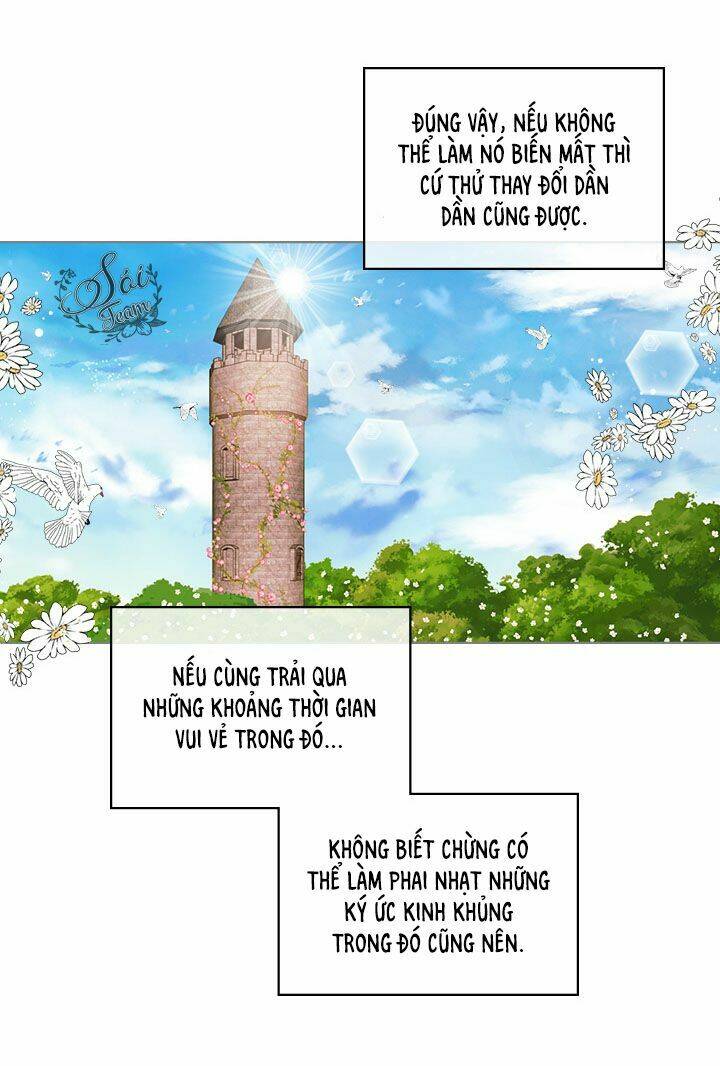 ĐÚNG VẬY, NẾU KHÔNG
THỂ LÀM NÓ BIẾN MẤT THÌ
CỨ THỬ THAY ĐỔI DẦN
DẦN CŨNG ĐƯỢC.
Sói
Team
NẾU CÙNG TRẢI QUA
NHỮNG KHOẢNG THỜI GIAN
VUI VẺ TRONG ĐÓ...
KHÔNG BIẾT CHỪNG CÓ
THỂ LÀM PHAI NHẠT NHỮNG
KÝ ỨC KINH KHỦNG
TRONG ĐÓ CŨNG NÊN.